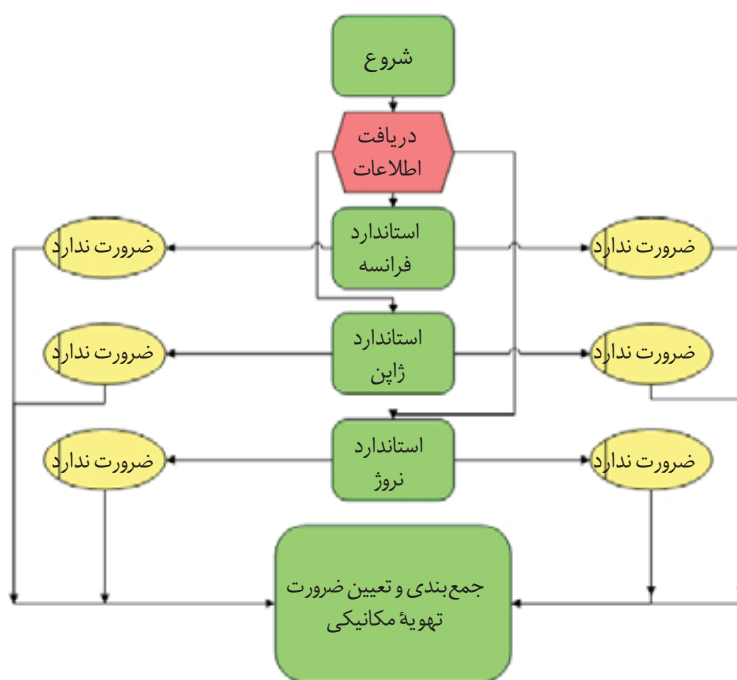 شروع
دریافت
اطلاعات
استاندارد
فرانسه
ضرورت ندارد
ضرورت ندارد
استاندارد
ژاپن
ضرورت ندارد
ضرورت ندارد
استاندارد
نروژ
ضرورت ندارد
ضرورت ندارد
جمع‌بندی و تعیین ضرورت
تهویهٔ مکانیکی